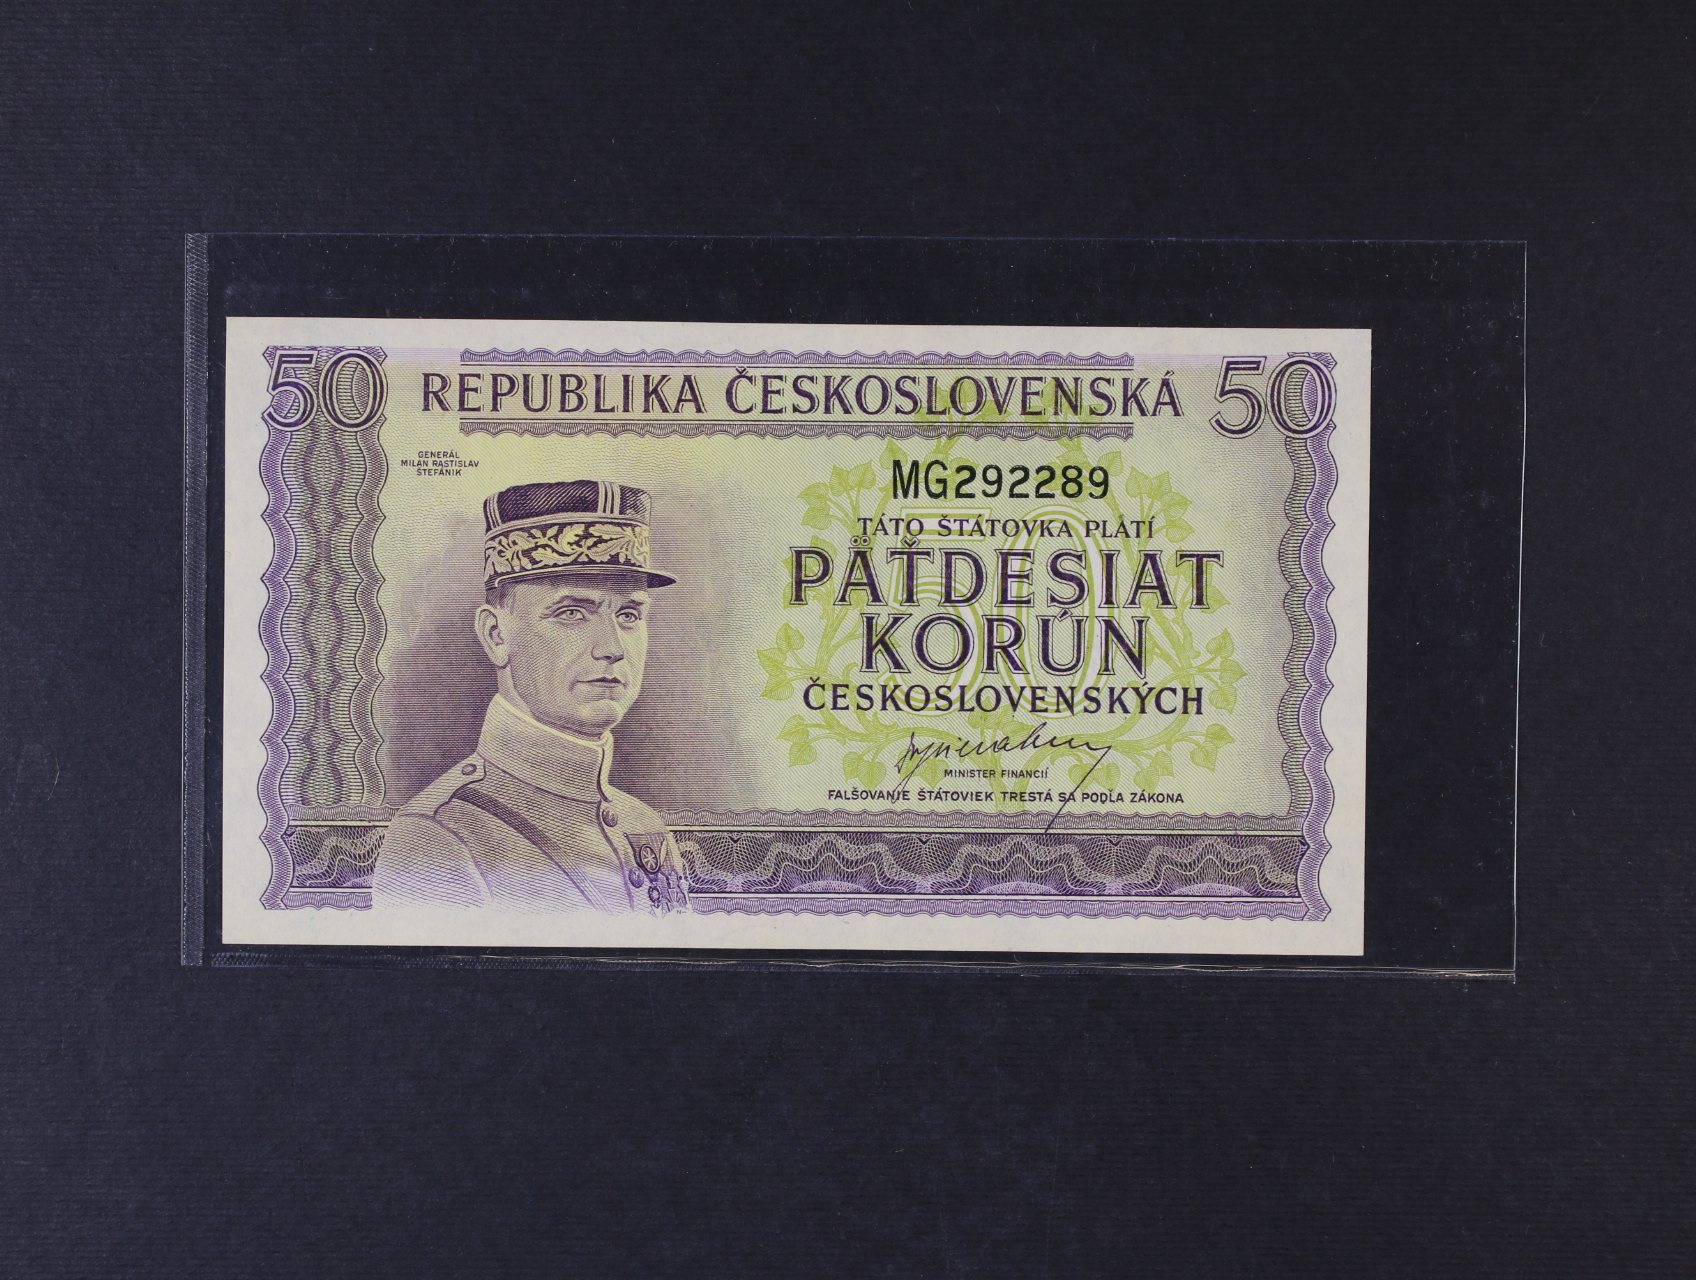 50 REPUBLIKA ČESKOSLOVENSKÁ 50
GENERÁL
MILAN RASTISLAV
ŠTEFÁNIK
MG292289
TÁTO ŠTÁTOVKA PLATÍ
PÄŤDESIAT
KORÚN
ČESKOSLOVENSKÝCH
MINISTER FINANCIÍ
FALŠOVANIE ŠTÁTOVIEK TRESTÁ SA PODĽA ZÁKONA